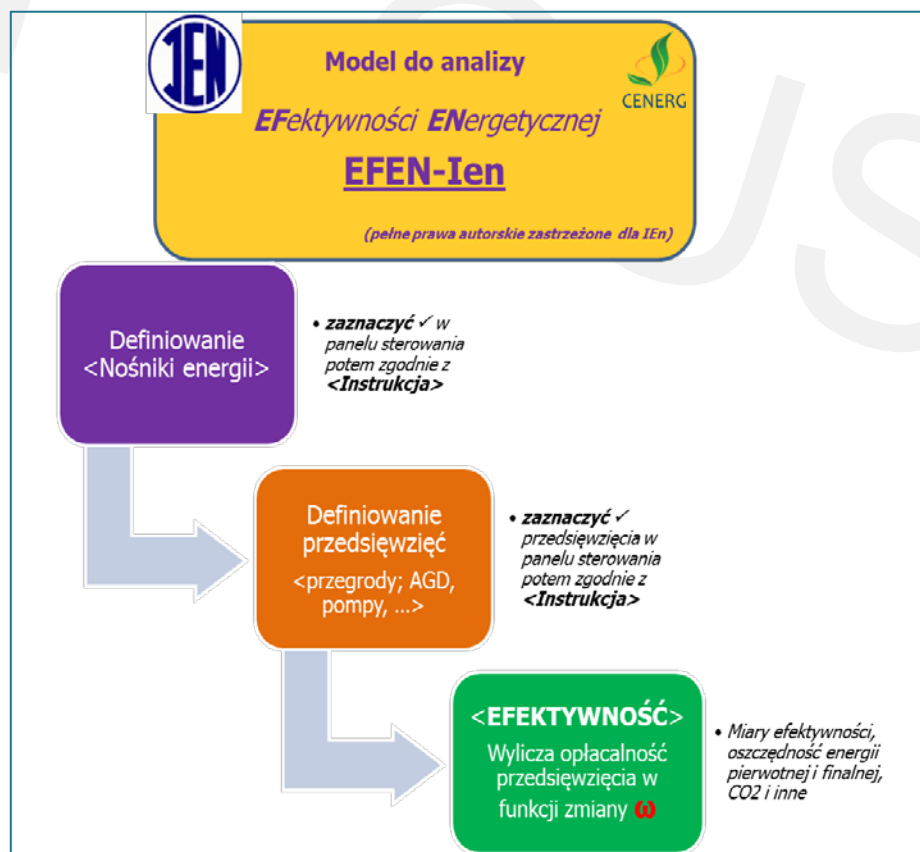 IEN
Model do analizy
CENERG
EFektywności ENergetycznej
EFEN-Ien
(pełne prawa autorskie zastrzeżone dla IEn)
Definiowanie
<Nośniki energii>
• zaznaczyć ✓ w
panelu sterowania
potem zgodnie z
<Instrukcja>
Definiowanie
przedsięwzięć
<przegrody; AGD,
pompy, ...>
• zaznaczyć ✓
przedsięwzięcia w
panelu sterowania
potem zgodnie z
<Instrukcja>
<EFEKTYWNOŚĆ>
Wylicza opłacalność
przedsięwzięcia w
funkcji zmiany ω
• Miary efektywności,
oszczędność energii
pierwotnej i finalnej,
CO2 i inne